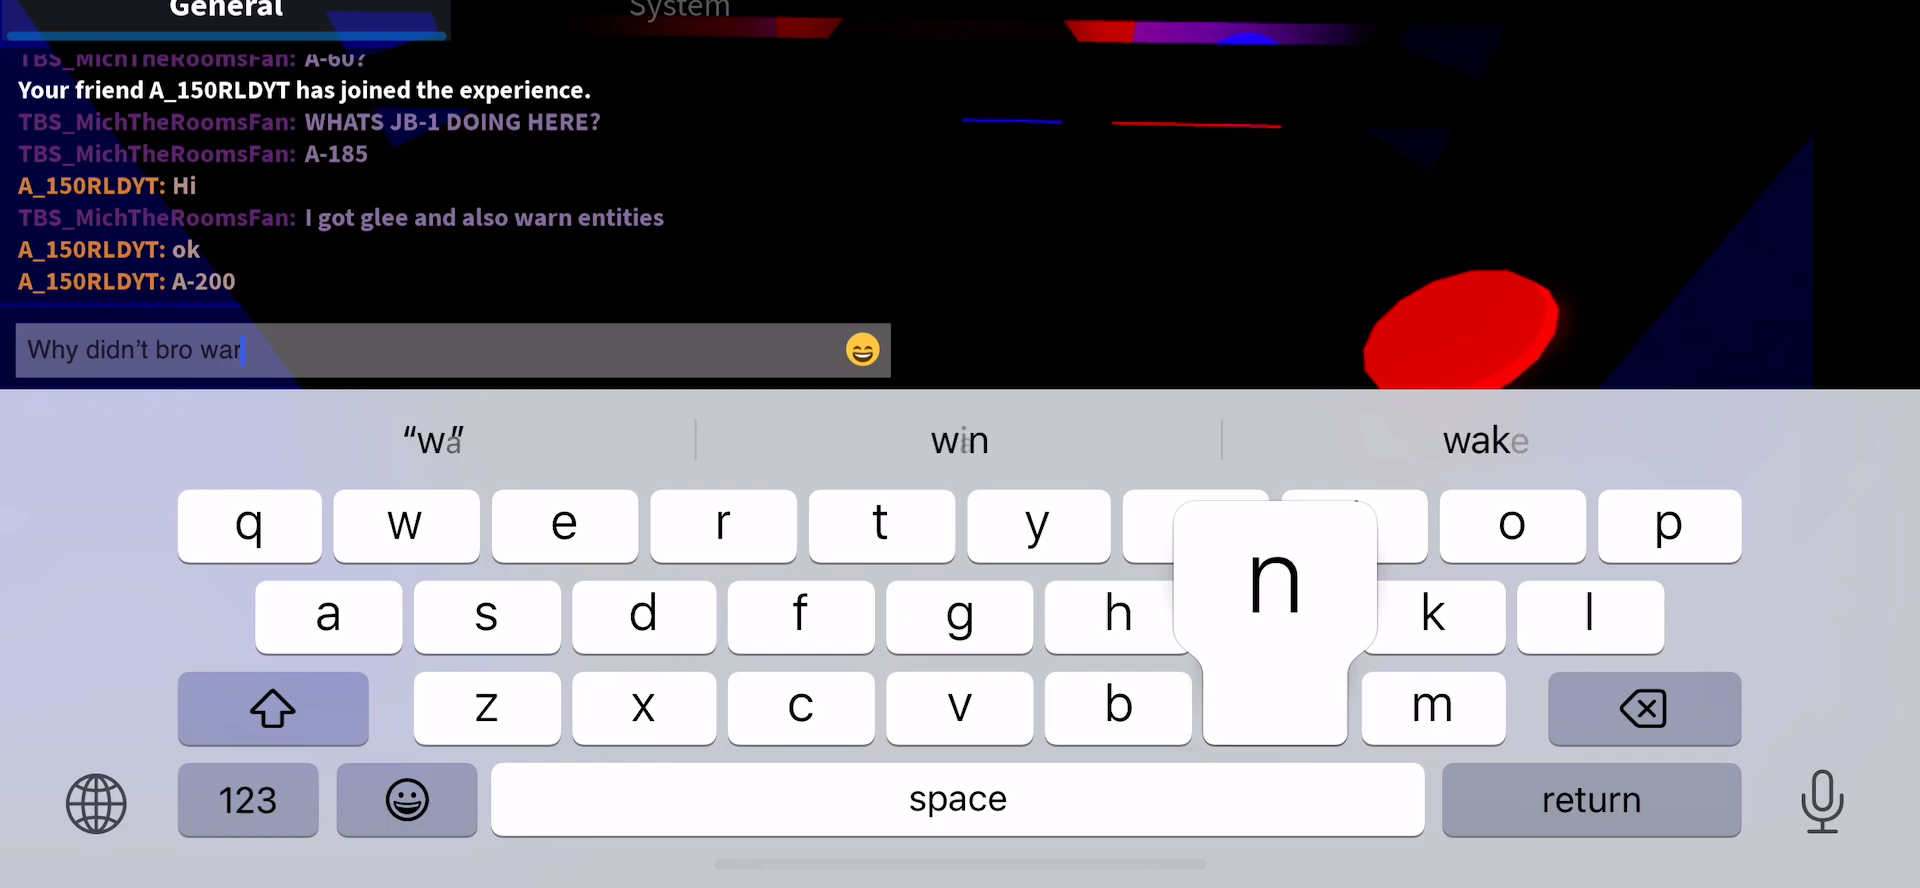 General
System
TBS_MichTheRoomsFan: A-60?
Your friend A_150RLDYT has joined the experience.
TBS_MichTheRoomsFan: WHATS JB-1 DOING HERE?
TBS_MichTheRoomsFan: A-185
A_150RLDYT: Hi
TBS_MichTheRoomsFan: I got glee and also warn entities
A_150RLDYT: ok
A_150RLDYT: A-200
Why didn’t bro war
“wa” win wake
q w e r t y o p
a s d f g h k l
n
z x c v b m
123 space return